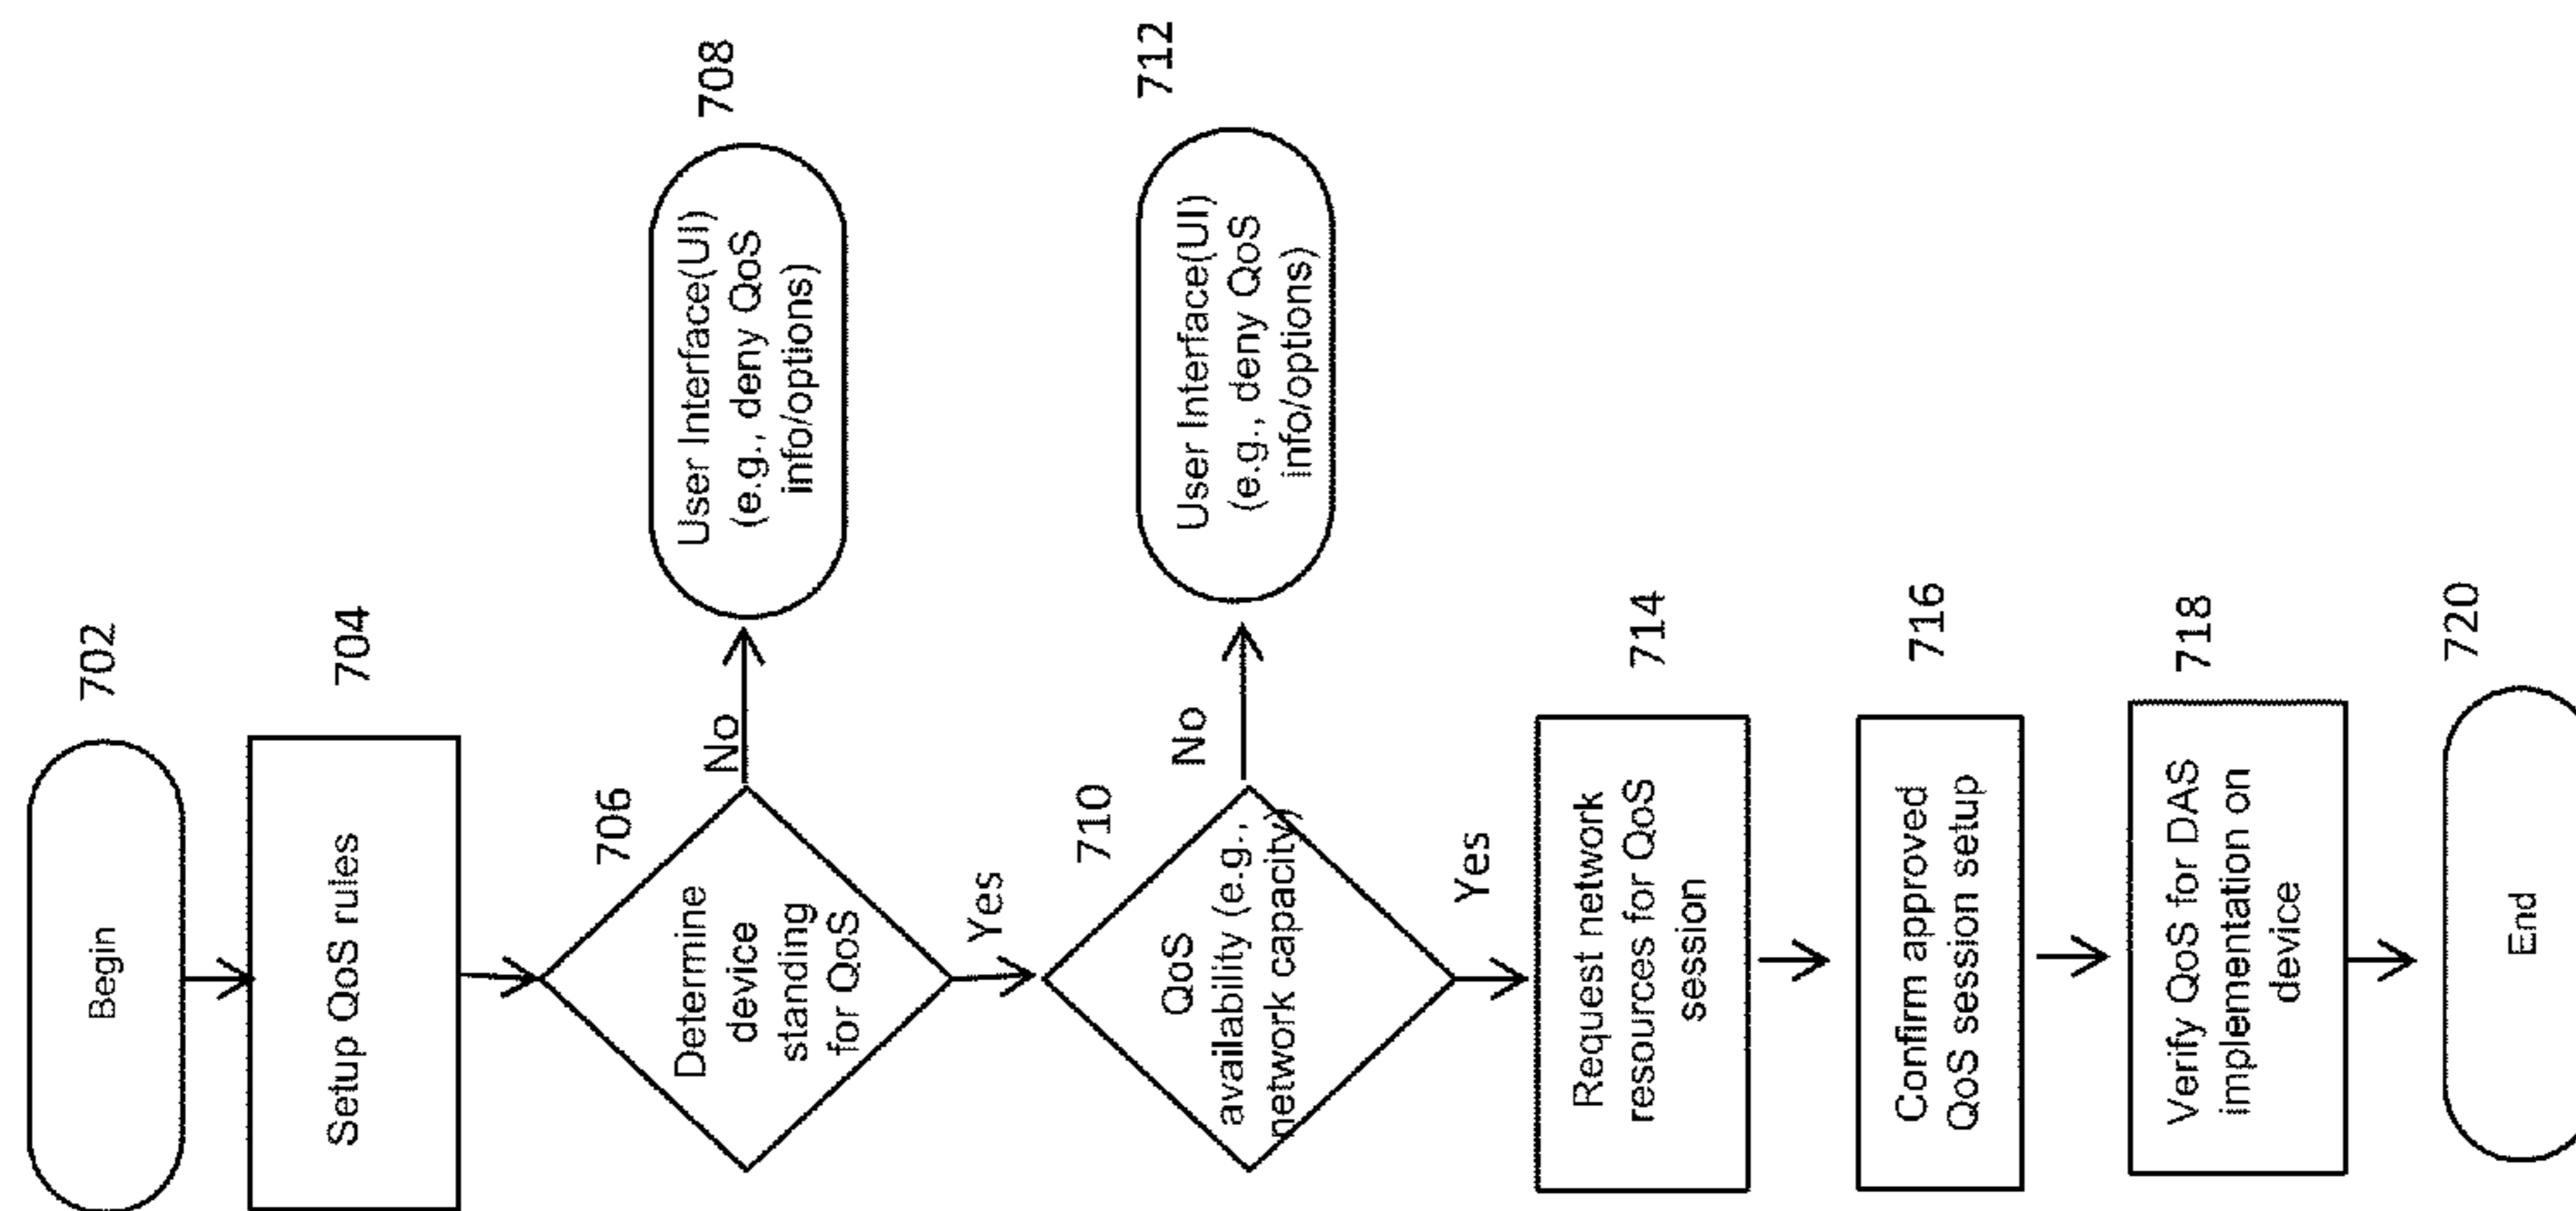 702
Begin
704
Setup QoS rules
706
Determine
device
standing
for QoS
No
708
User Interface(UI)
(e.g., deny QoS
info/options)
Yes
710
QoS
availability (e.g.,
network capacity)
No
712
User Interface(UI)
(e.g., deny QoS
info/options)
Yes
714
Request network
resources for QoS
session
716
Confirm approved
QoS session setup
718
Verify QoS for DAS
implementation on
device
720
End